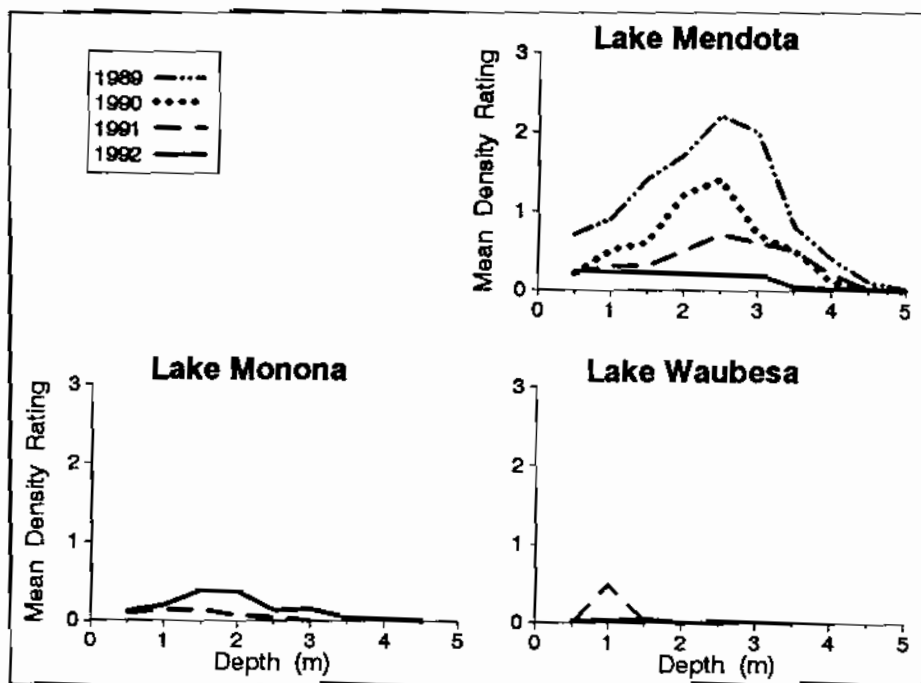 1989
1990
1991
1992
Lake Mendota
Mean Density Rating
3
2
1
0
0 1 2 3 4 5
Lake Monona
Mean Density Rating
3
2
1
0
0 1 2 3 4 5
Depth (m)
Lake Waubesa
3
2
1
0
0 1 2 3 4 5
Depth (m)